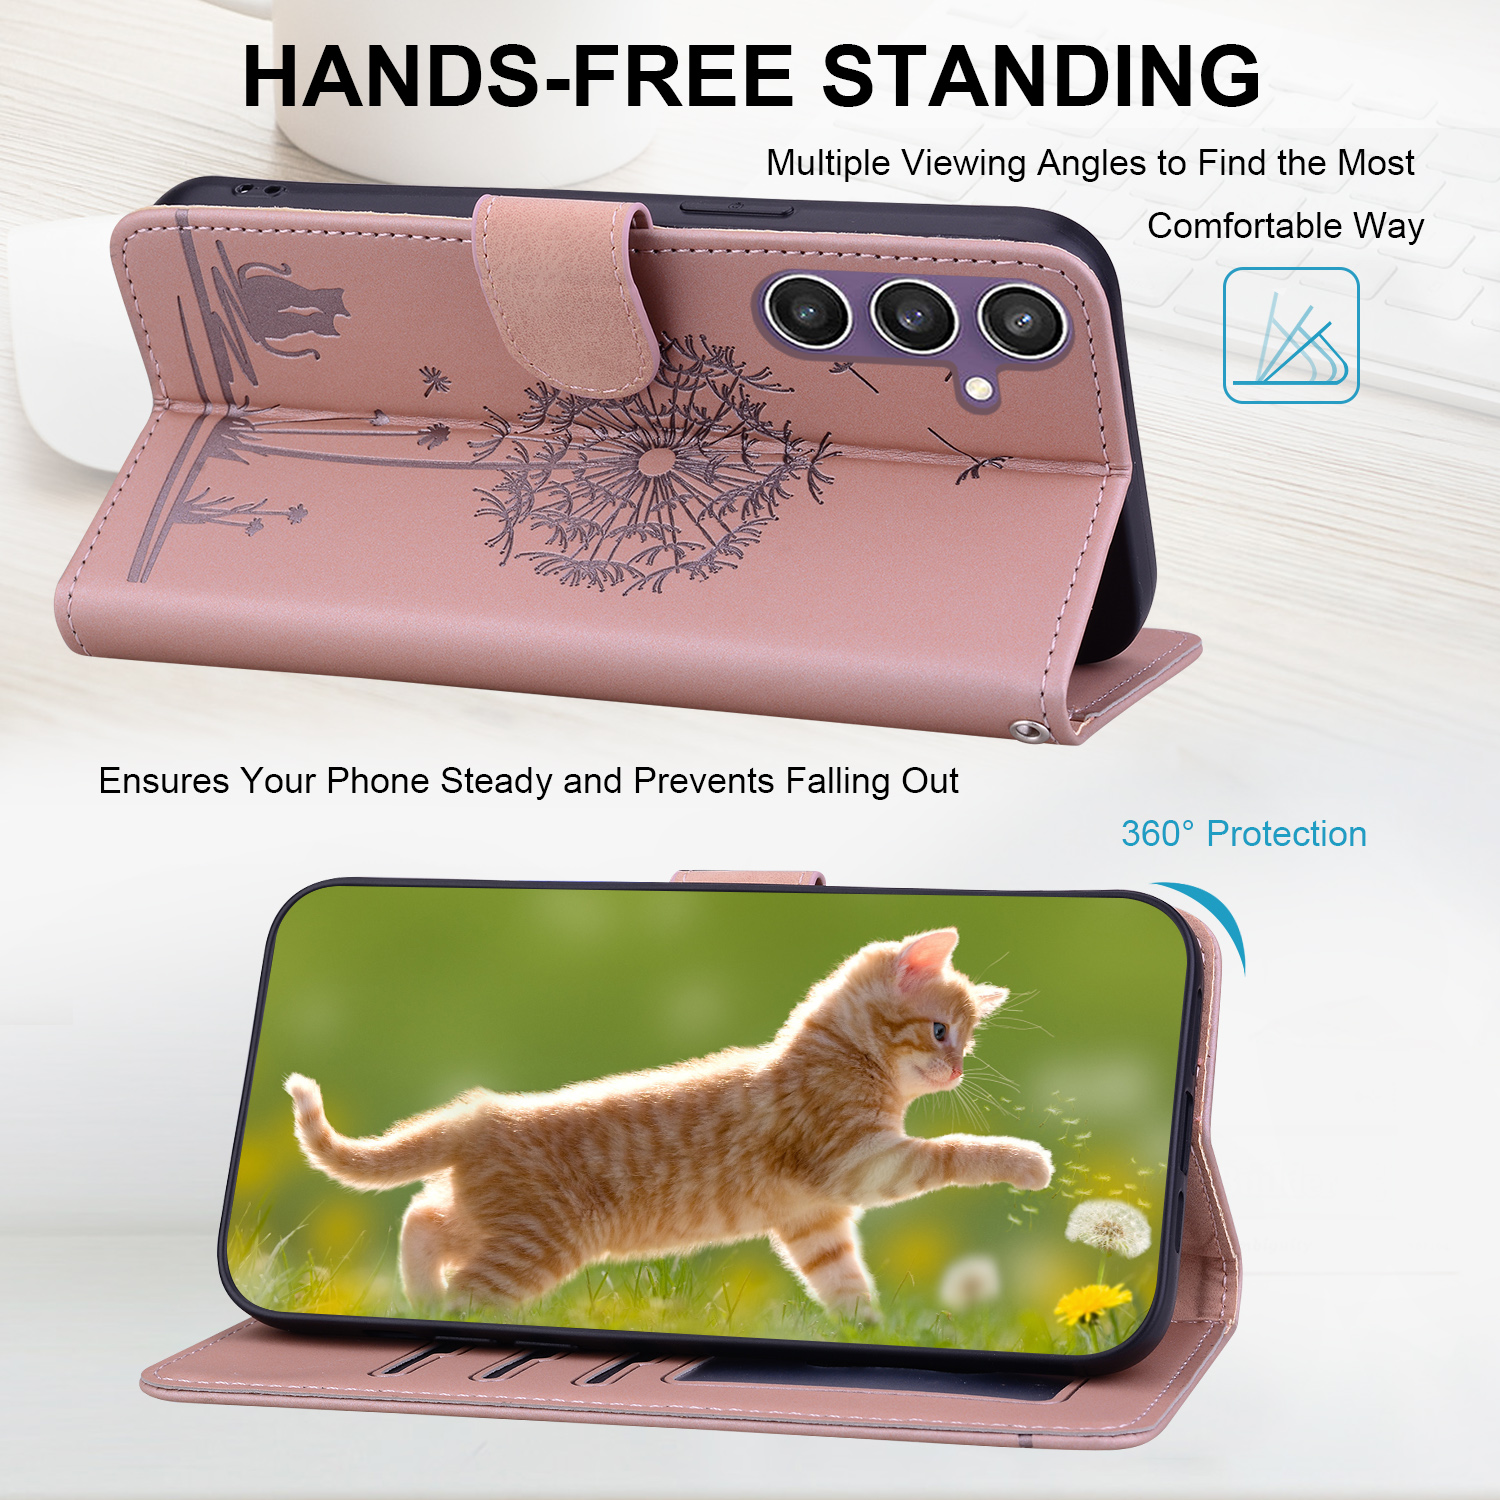 HANDS-FREE STANDING
Multiple Viewing Angles to Find the Most
Comfortable Way
Ensures Your Phone Steady and Prevents Falling Out
360° Protection